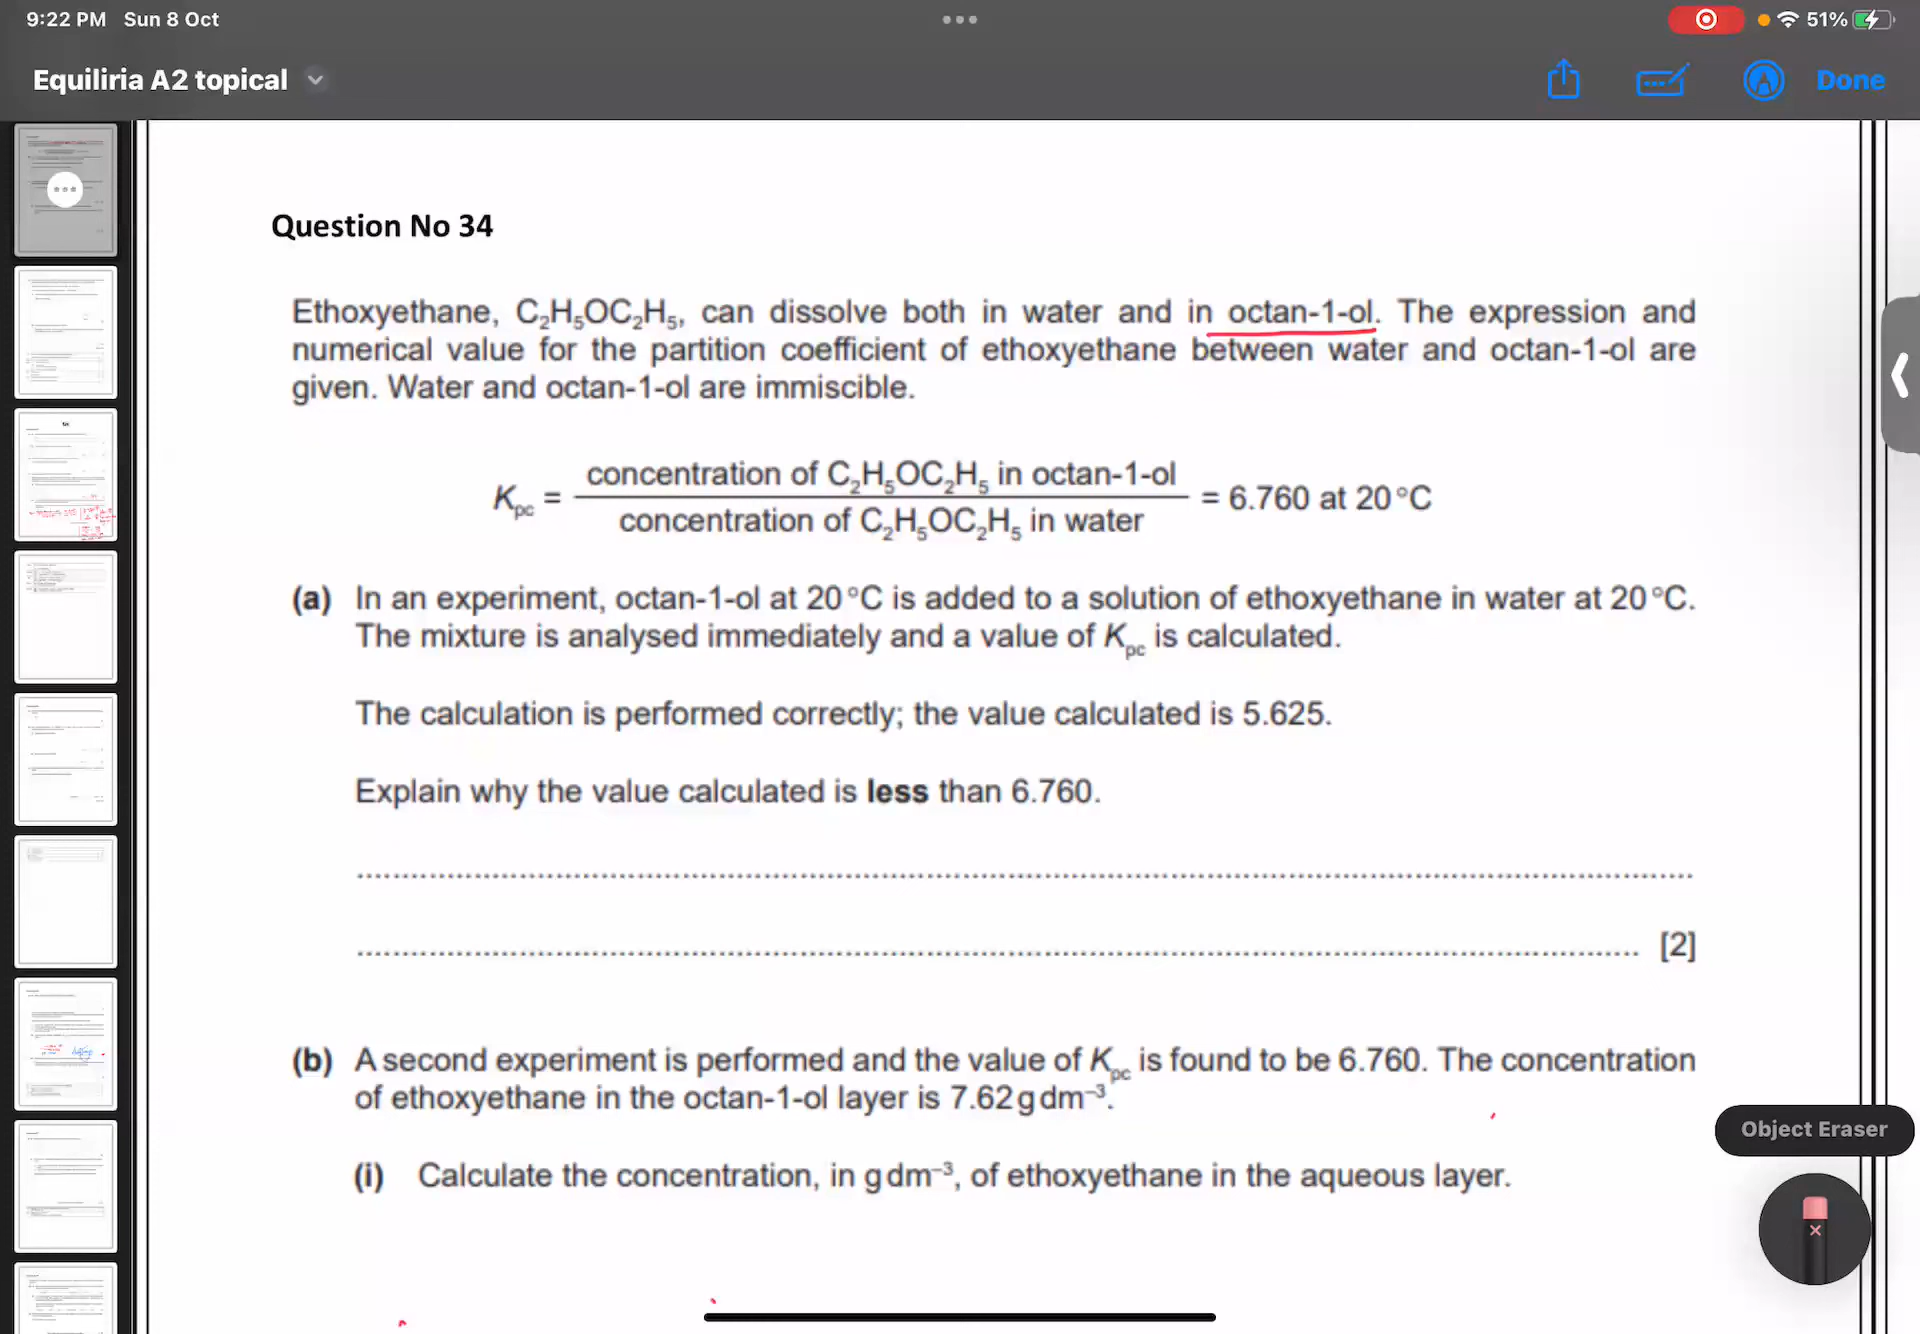 9:22 PM Sun 8 Oct
51%
Equiliria A2 topical
Done
Question No 34
Ethoxyethane, C₂H₅OC₂H₅, can dissolve both in water and in octan-1-ol. The expression and
numerical value for the partition coefficient of ethoxyethane between water and octan-1-ol are
given. Water and octan-1-ol are immiscible.
concentration of C₂H₅OC₂H₅ in octan-1-ol
Kpc = = 6.760 at 20 °C
concentration of C₂H₅OC₂H₅ in water
(a) In an experiment, octan-1-ol at 20 °C is added to a solution of ethoxyethane in water at 20 °C.
The mixture is analysed immediately and a value of Kpc is calculated.
The calculation is performed correctly; the value calculated is 5.625.
Explain why the value calculated is less than 6.760.
[2]
(b) A second experiment is performed and the value of Kpc is found to be 6.760. The concentration
of ethoxyethane in the octan-1-ol layer is 7.62 g dm⁻³.
Object Eraser
(i) Calculate the concentration, in g dm⁻³, of ethoxyethane in the aqueous layer.